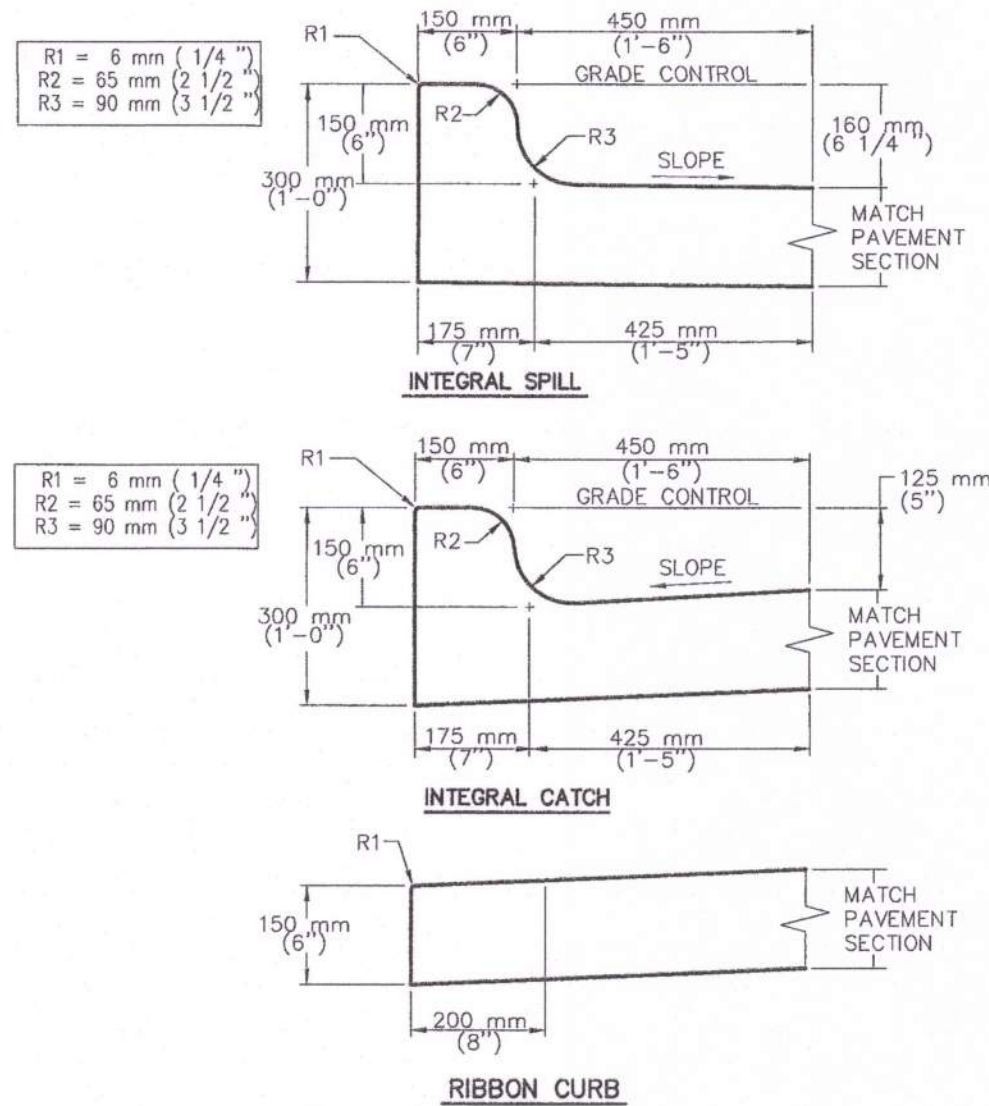 R1 = 6 mm ( 1/4 ")
R2 = 65 mm (2 1/2 ")
R3 = 90 mm (3 1/2 ")
R1
150 mm
(6")
450 mm
(1'-6")
GRADE CONTROL
R2
R3
150 mm
(6")
300 mm
(1'-0")
SLOPE
160 mm
(6 1/4")
MATCH
PAVEMENT
SECTION
175 mm
(7")
425 mm
(1'-5")
INTEGRAL SPILL
R1 = 6 mm ( 1/4 ")
R2 = 65 mm (2 1/2 ")
R3 = 90 mm (3 1/2 ")
R1
150 mm
(6")
450 mm
(1'-6")
GRADE CONTROL
125 mm
(5")
R2
R3
150 mm
(6")
300 mm
(1'-0")
SLOPE
MATCH
PAVEMENT
SECTION
175 mm
(7")
425 mm
(1'-5")
INTEGRAL CATCH
R1
150 mm
(6")
MATCH
PAVEMENT
SECTION
200 mm
(8")
RIBBON CURB